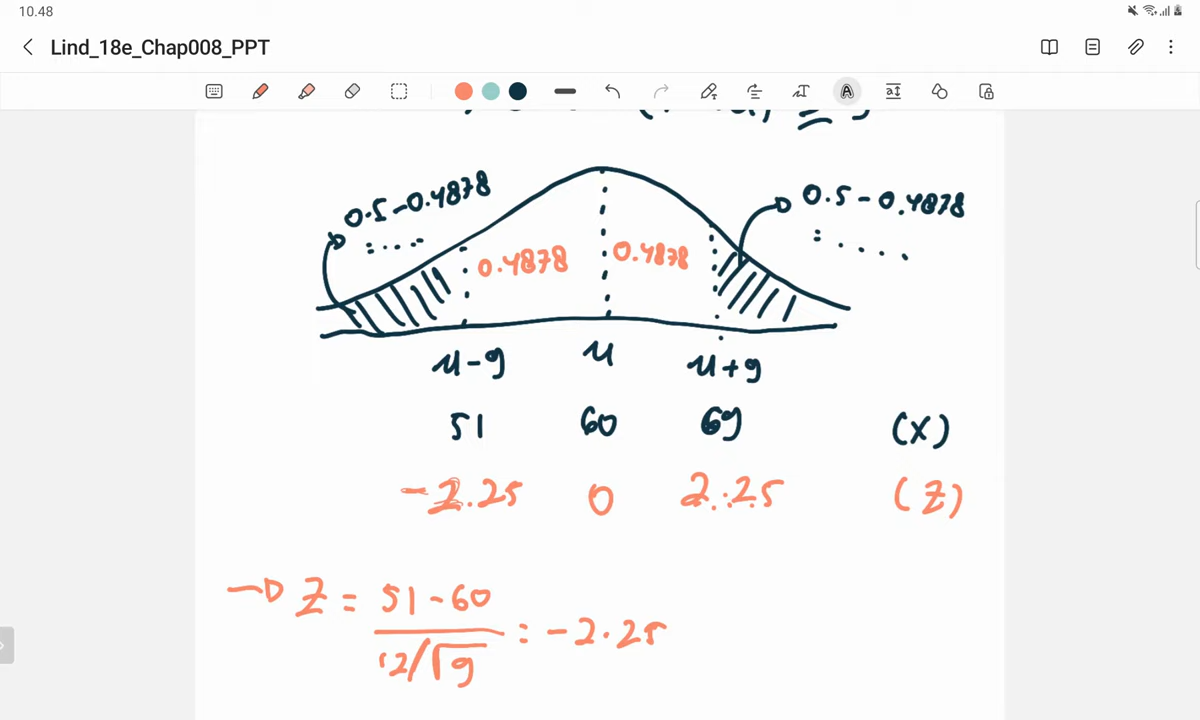 10.48
Lind_18e_Chap008_PPT
0.5-0.4878
:....
0.5-0.4878
:....
0.4878 0.4878
μ-9 μ μ+9
51 60 69 (X)
-2.25 0 2.25 (Z)
→ Z = 51-60
12/√9
: -2.25